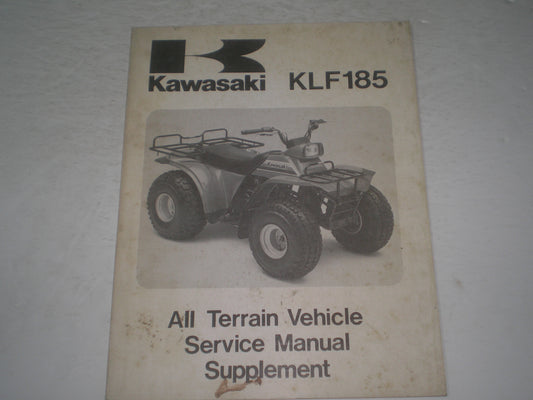 Kawasaki KLF185
All Terrain Vehicle
Service Manual
Supplement